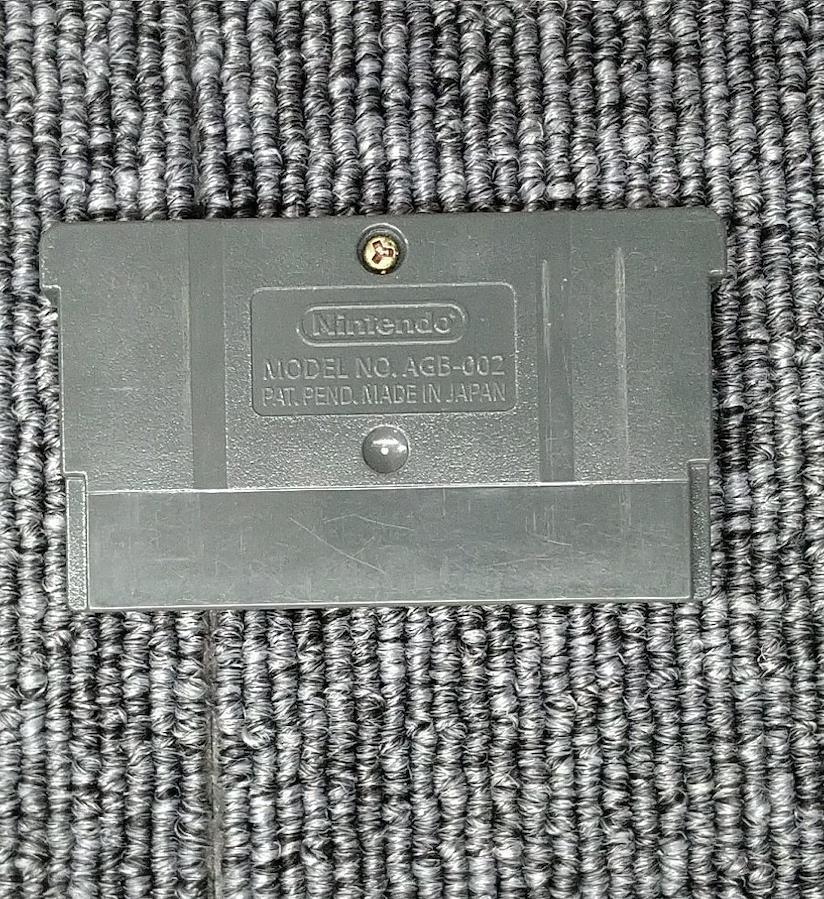 Nintendo®
MODEL NO. AGB-002
PAT. PEND. MADE IN JAPAN